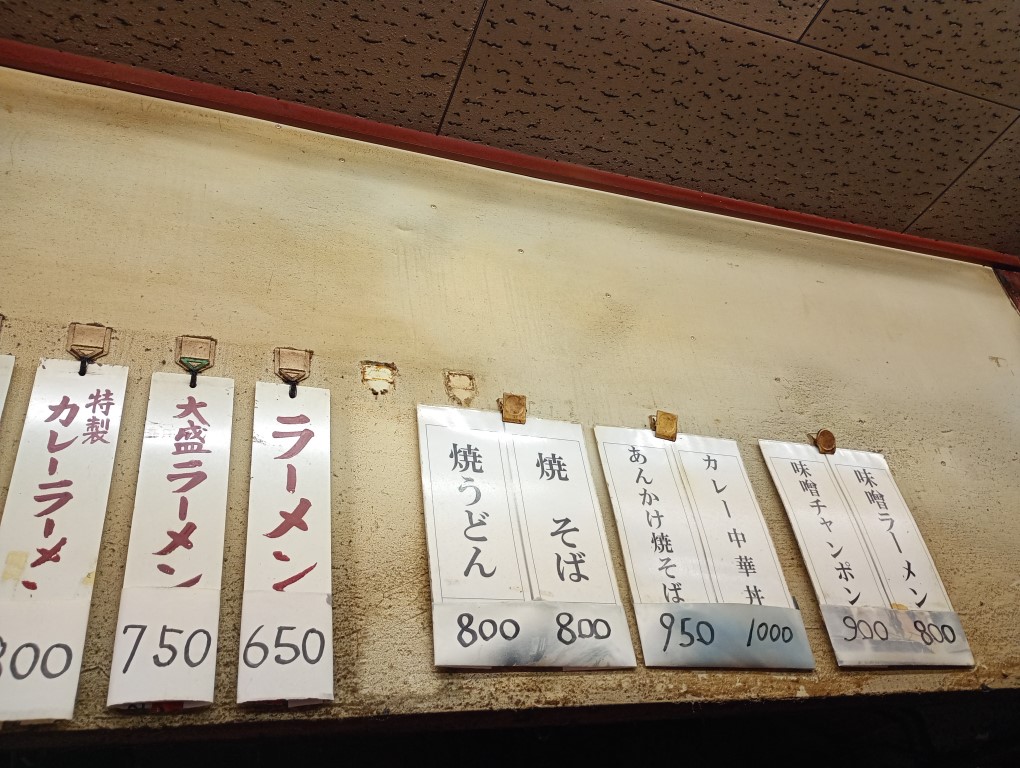 味噌ラーメン
800
味噌チャンポン
900
カレー中華丼
1000
あんかけ焼そば
950
焼そば
800
焼うどん
800
ラーメン
650
大盛ラーメン
750
特製
カレーラーメン